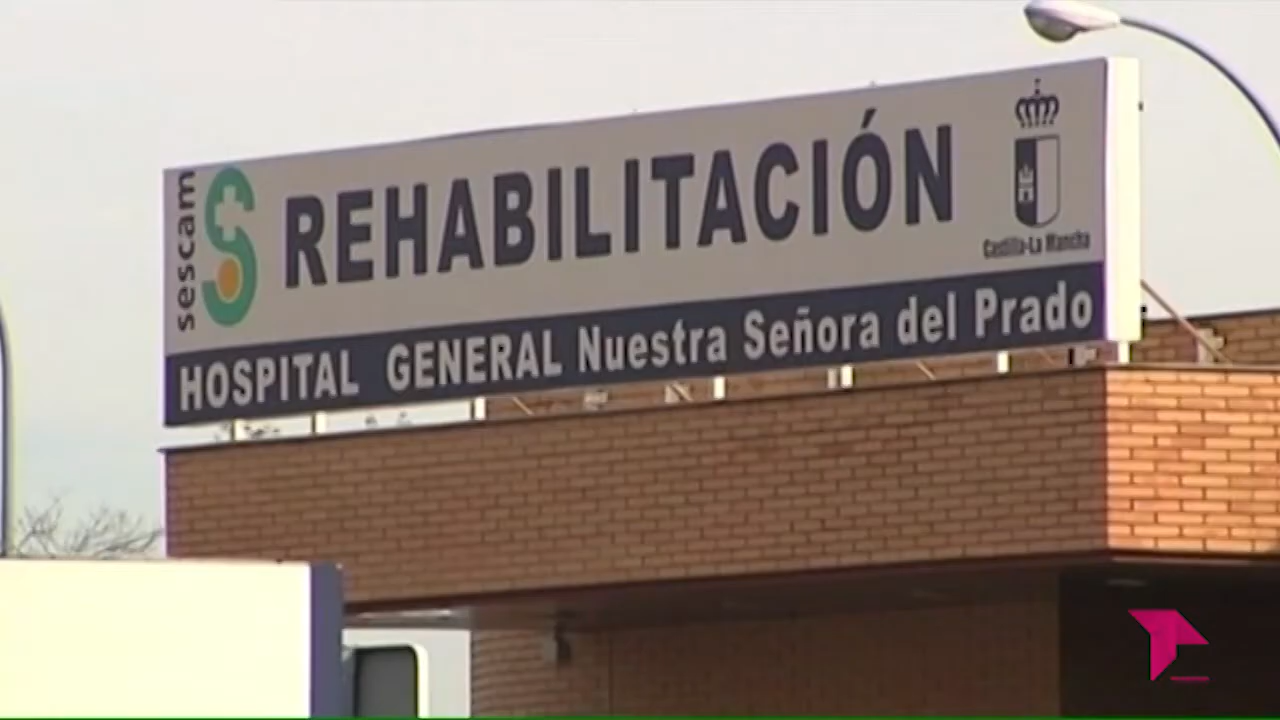 sescam
REHABILITACIÓN
Castilla-La Mancha
HOSPITAL GENERAL Nuestra Señora del Prado